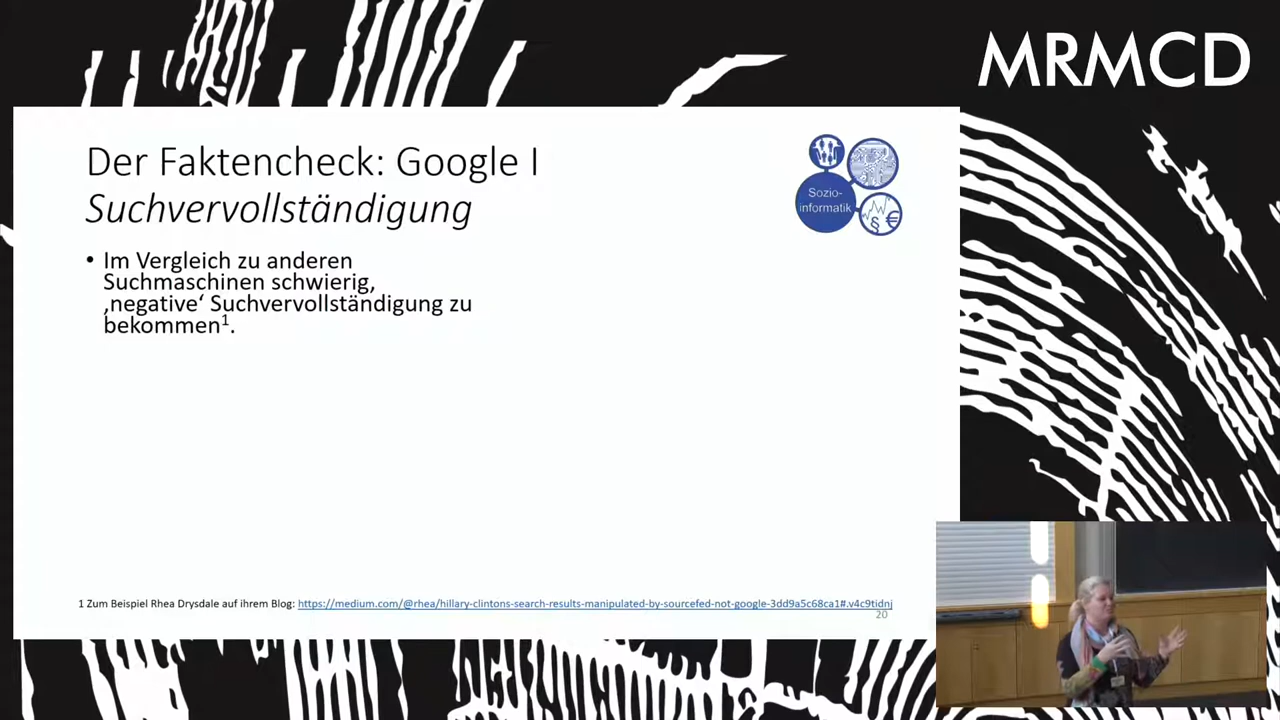 MRMCD
Der Faktencheck: Google I
Suchvervollständigung
Sozio-
informatik
§
€
• Im Vergleich zu anderen
Suchmaschinen schwierig,
‚negative‘ Suchvervollständigung zu
bekommen¹.
1 Zum Beispiel Rhea Drysdale auf ihrem Blog: https://medium.com/@rhea/hillary-clintons-search-results-manipulated-by-sourcefed-not-google-3dd9a5c68ca1#.v4c9tidnj
20